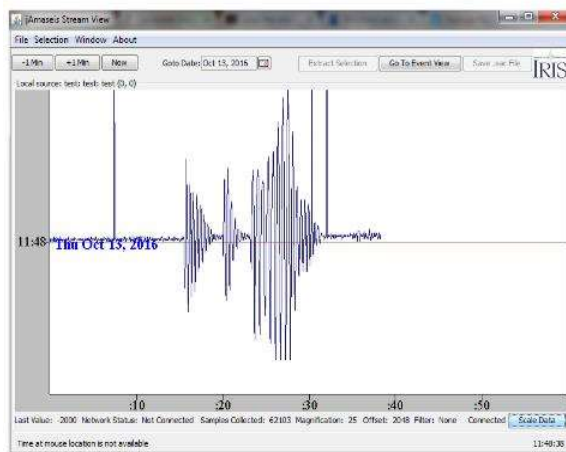 jAmaseis Stream View
File Selection Window About
-1 Min +1 Min Now Goto Date: Oct 13, 2016 Extract Selection Go To Event View Save .sac File IRIS
Local source: test: test: test (0, 0)
11:48 Thu Oct 13, 2016
:10 :20 :30 :40 :50
Last Value: -2000 Network Status: Not Connected Samples Collected: 62103 Magnification: 25 Offset: 2048 Filter: None Connected Scale Data
Time at mouse location is not available 11:48:38